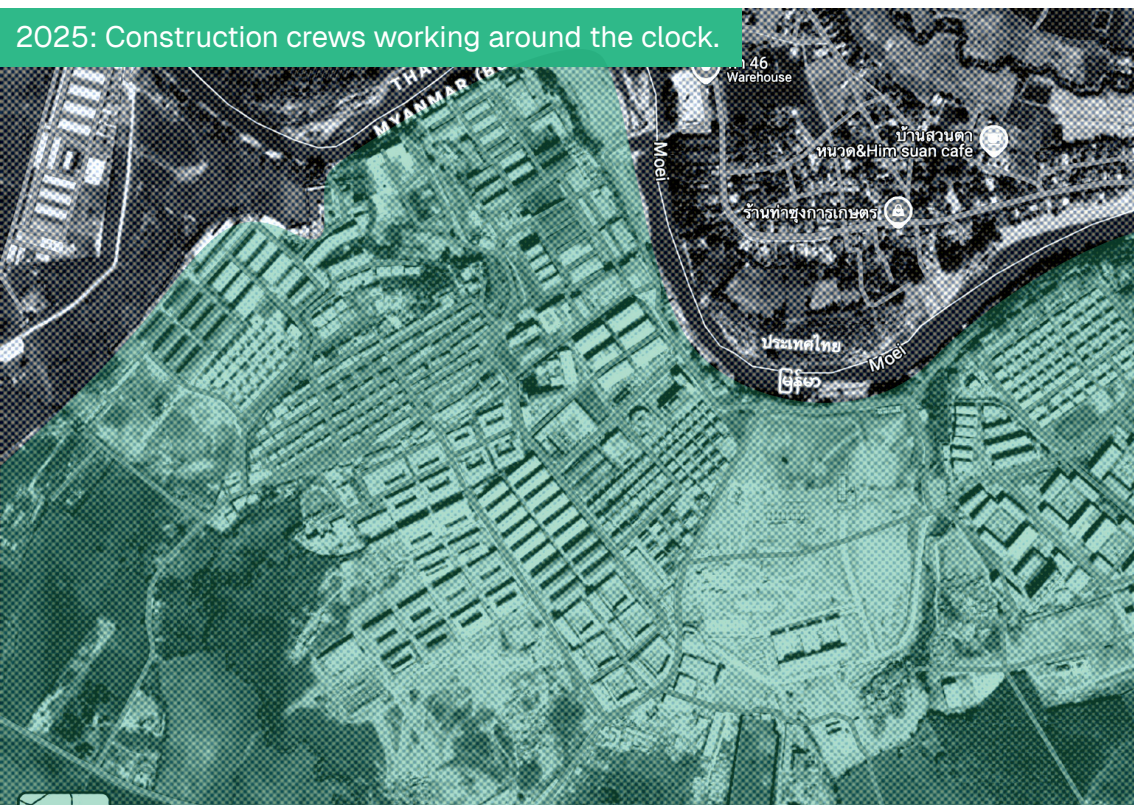 2025: Construction crews working around the clock.
46
Warehouse
MYANMAR
Moei
บ้านสวนตา
หนวด&Him suan cafe
ร้านท่าซุงการเกษตร
ประเทศไทย
Moei
မြန်မာ